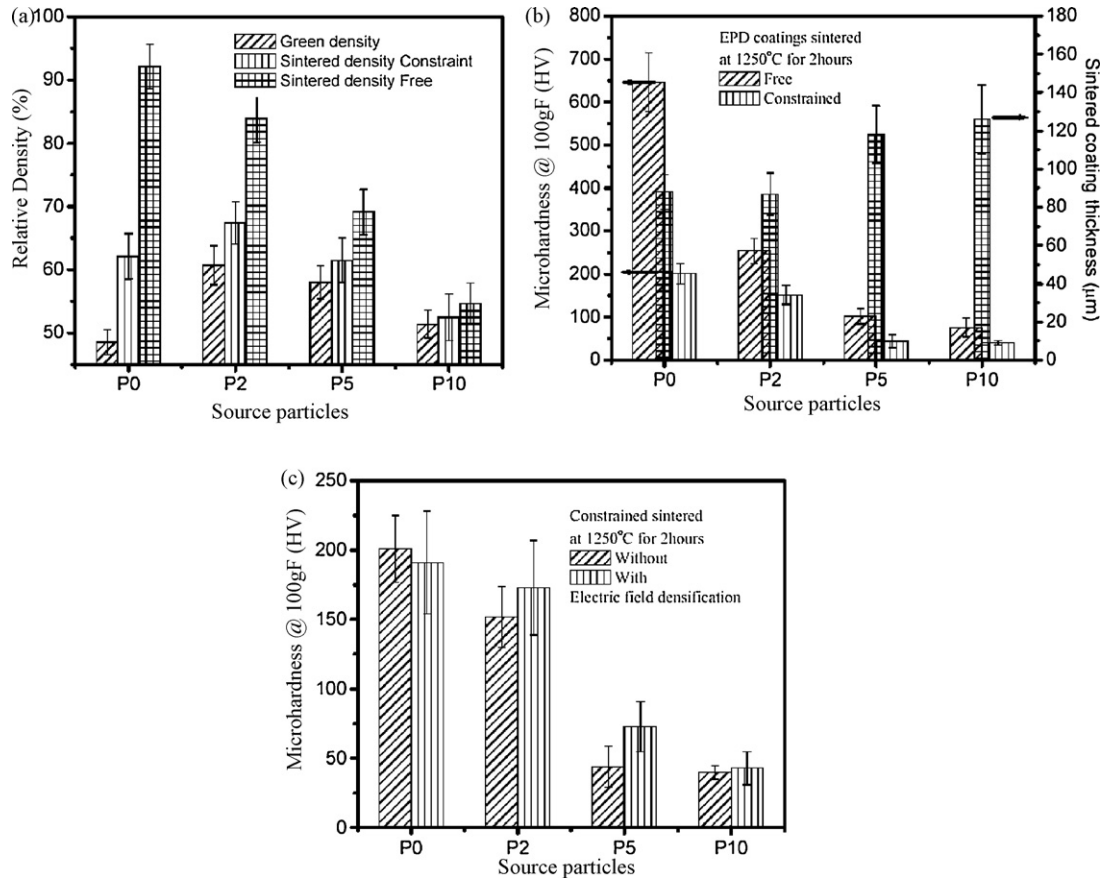 (a)
100
90
80
70
60
50
Relative Density (%)
Green density
Sintered density Constraint
Sintered density Free
P0 P2 P5 P10
Source particles
(b)
800
700
600
500
400
300
200
100
0
Microhardness @ 100gF (HV)
EPD coatings sintered
at 1250°C for 2hours
Free
Constrained
180
160
140
120
100
80
60
40
20
0
Sintered coating thickness (μm)
P0 P2 P5 P10
Source particles
(c)
250
200
150
100
50
0
Microhardness @ 100gF (HV)
Constrained sintered
at 1250°C for 2hours
Without
With
Electric field densification
P0 P2 P5 P10
Source particles